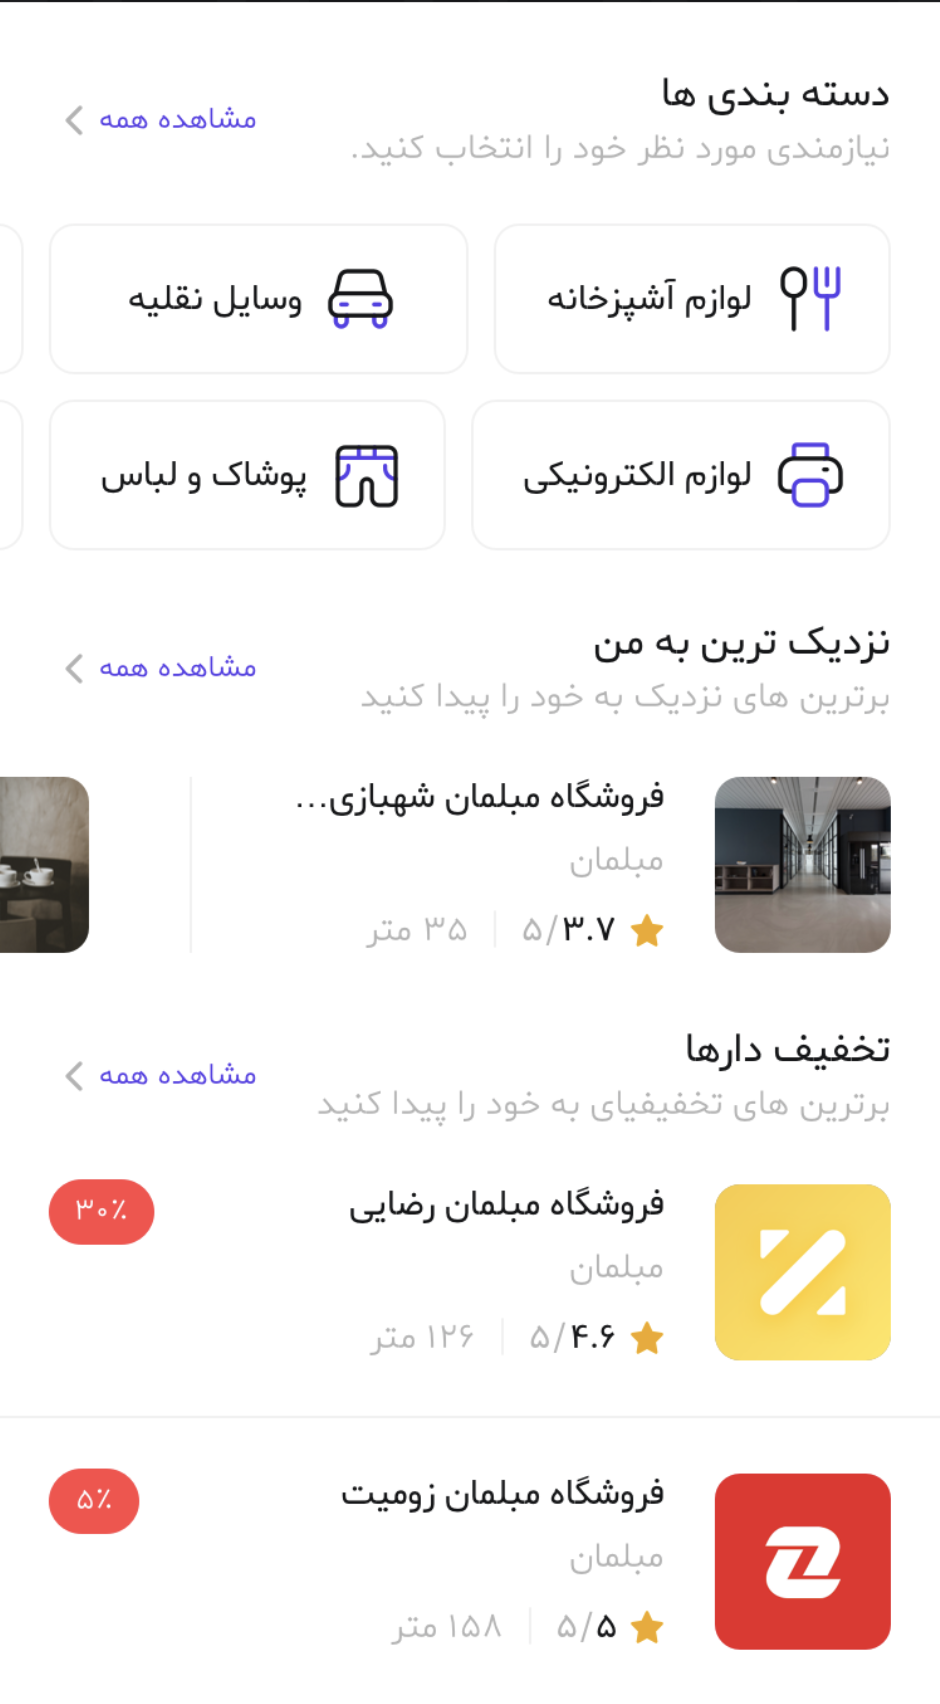 دسته بندی ها
مشاهده همه
نیازمندی مورد نظر خود را انتخاب کنید.
لوازم آشپزخانه
وسایل نقلیه
لوازم الکترونیکی
پوشاک و لباس
نزدیک ترین به من
مشاهده همه
برترین های نزدیک به خود را پیدا کنید
فروشگاه مبلمان شهبازی...
مبلمان
۳.۷/۵
۳۵ متر
تخفیف دارها
مشاهده همه
برترین های تخفیفیای به خود را پیدا کنید
فروشگاه مبلمان رضایی
۳۰٪
مبلمان
۴.۶/۵
۱۲۶ متر
فروشگاه مبلمان زومیت
۵٪
مبلمان
۵/۵
۱۵۸ متر